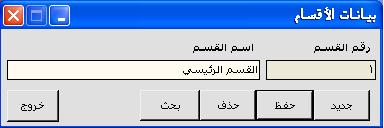 بيانات الأقسام
رقم القسم اسم القسم
١ القسم الرئيسي
جديد حفظ حذف بحث خروج